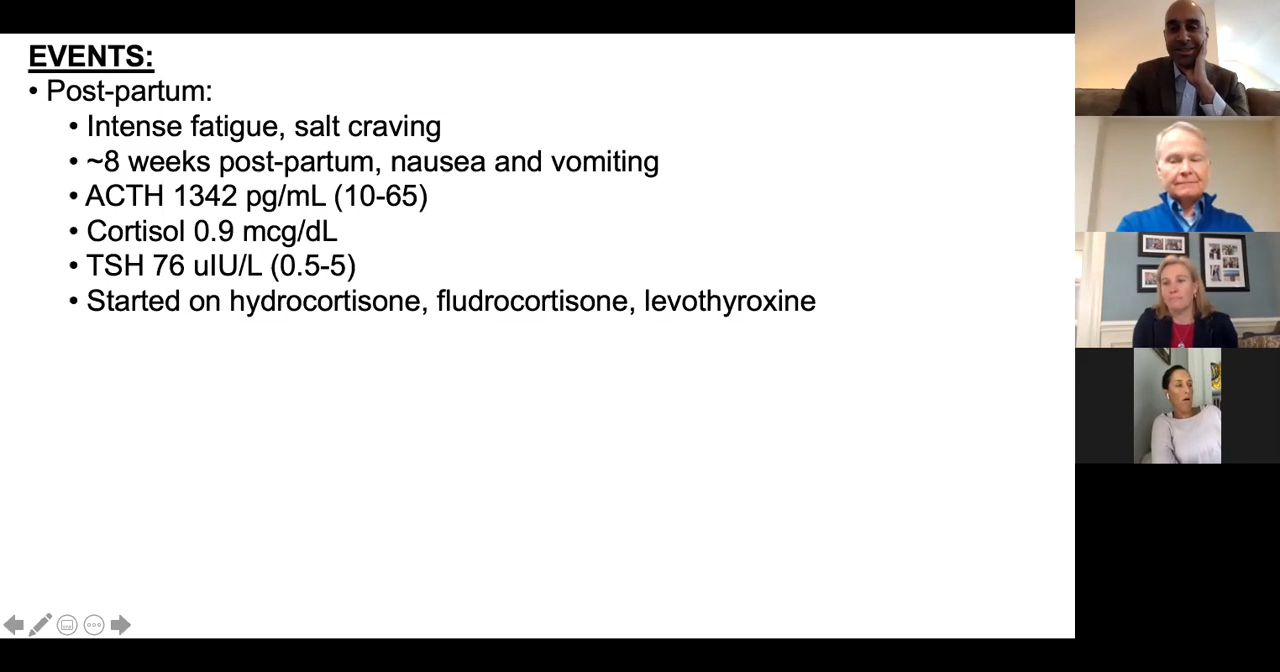 EVENTS:
• Post-partum:
• Intense fatigue, salt craving
• ~8 weeks post-partum, nausea and vomiting
• ACTH 1342 pg/mL (10-65)
• Cortisol 0.9 mcg/dL
• TSH 76 uIU/L (0.5-5)
• Started on hydrocortisone, fludrocortisone, levothyroxine